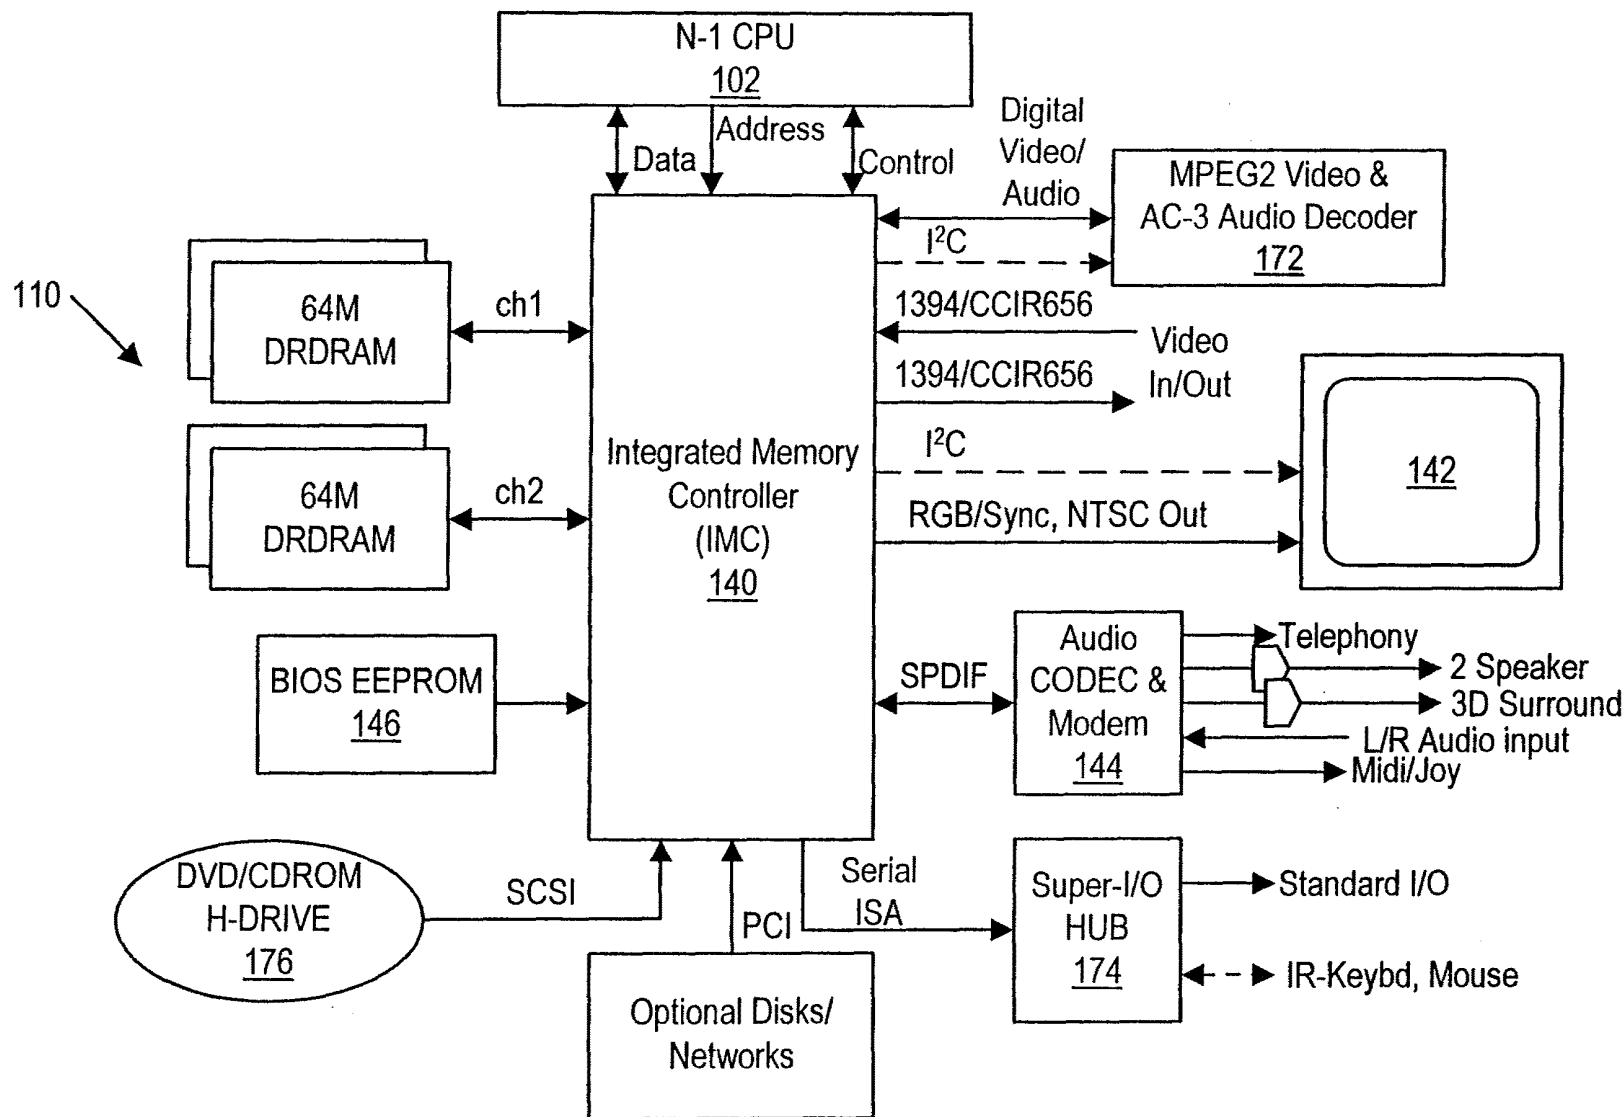 N-1 CPU
102
Data
Address
Control
Digital
Video/
Audio
MPEG2 Video &
AC-3 Audio Decoder
172
I²C
1394/CCIR656
Video
In/Out
1394/CCIR656
110
64M
DRDRAM
ch1
64M
DRDRAM
ch2
Integrated Memory
Controller
(IMC)
140
I²C
RGB/Sync, NTSC Out
142
BIOS EEPROM
146
SPDIF
Audio
CODEC &
Modem
144
Telephony
2 Speaker
3D Surround
L/R Audio input
Midi/Joy
DVD/CDROM
H-DRIVE
176
SCSI
PCI
Serial
ISA
Super-I/O
HUB
174
Standard I/O
IR-Keybd, Mouse
Optional Disks/
Networks